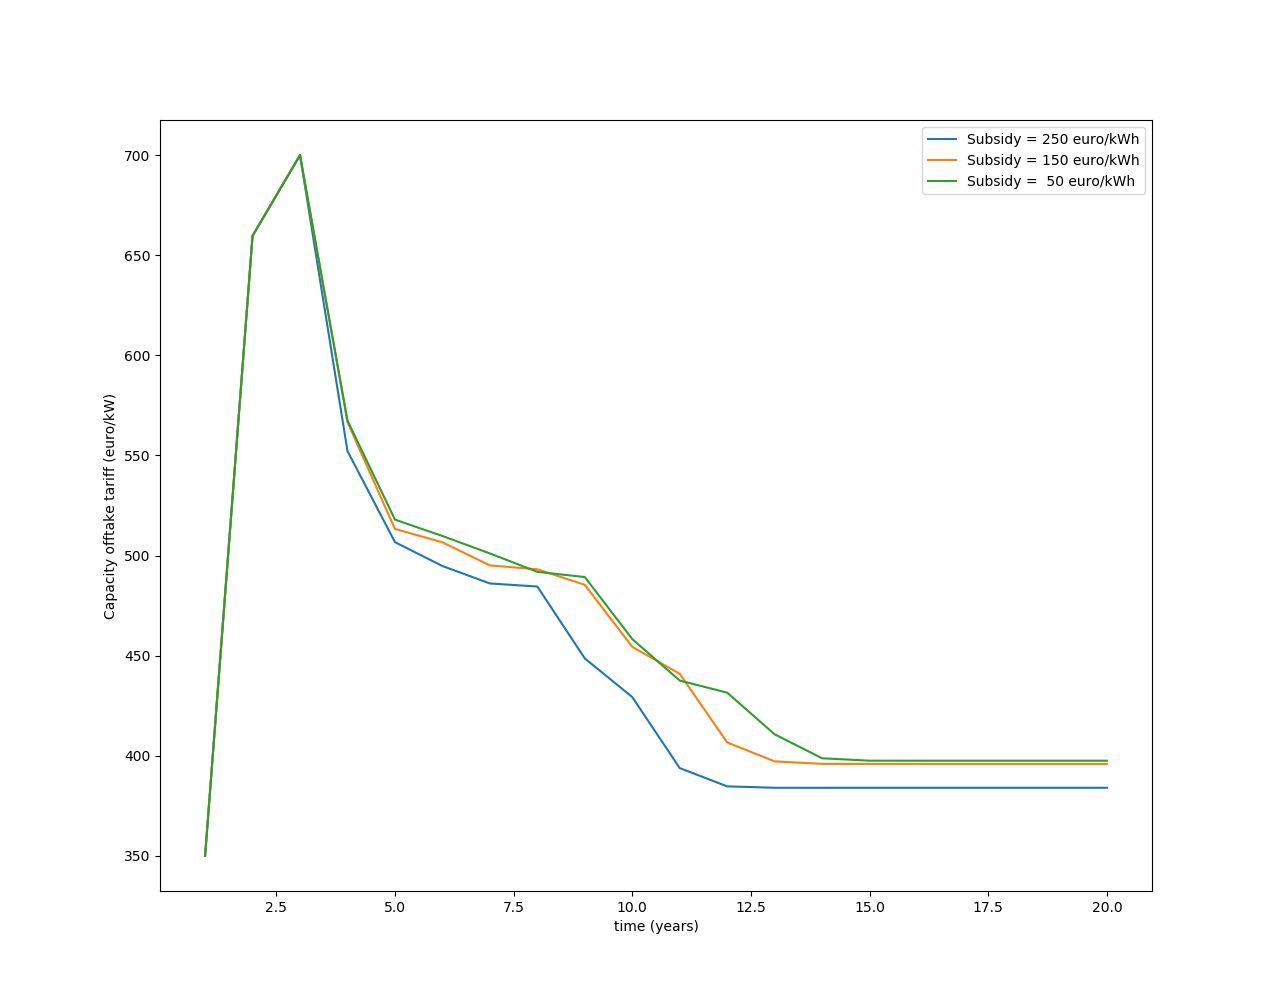 Subsidy = 250 euro/kWh
Subsidy = 150 euro/kWh
Subsidy =  50 euro/kWh
Capacity offtake tariff (euro/kW)
700
650
600
550
500
450
400
350
2.5 5.0 7.5 10.0 12.5 15.0 17.5 20.0
time (years)